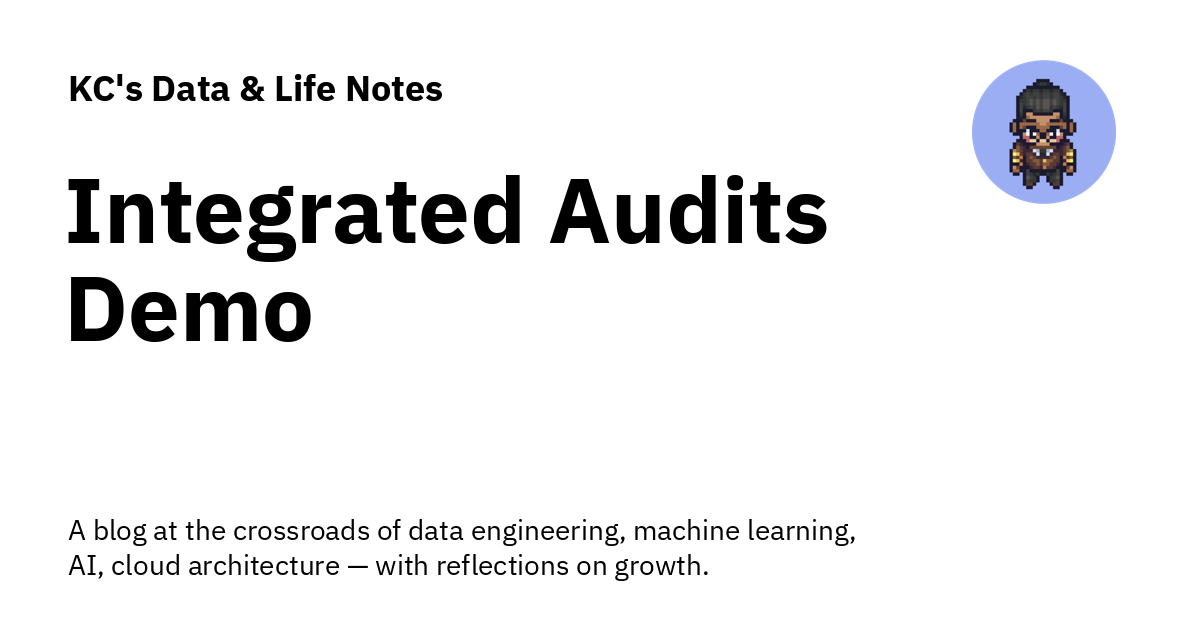 KC's Data & Life Notes
Integrated Audits
Demo
A blog at the crossroads of data engineering, machine learning,
AI, cloud architecture — with reflections on growth.